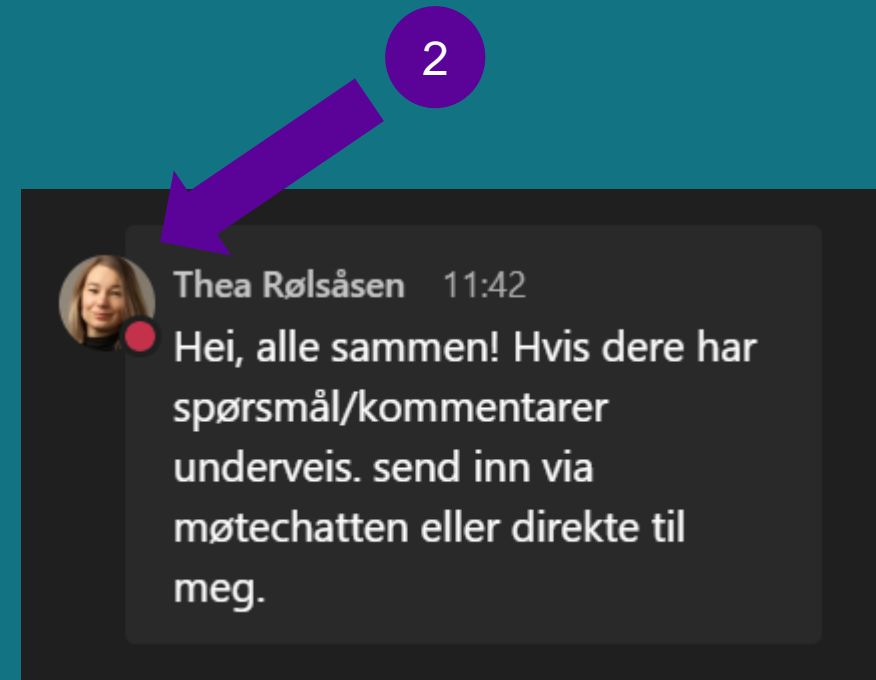 2
Thea Rølsåsen 11:42
Hei, alle sammen! Hvis dere har
spørsmål/kommentarer
underveis. send inn via
møtechatten eller direkte til
meg.